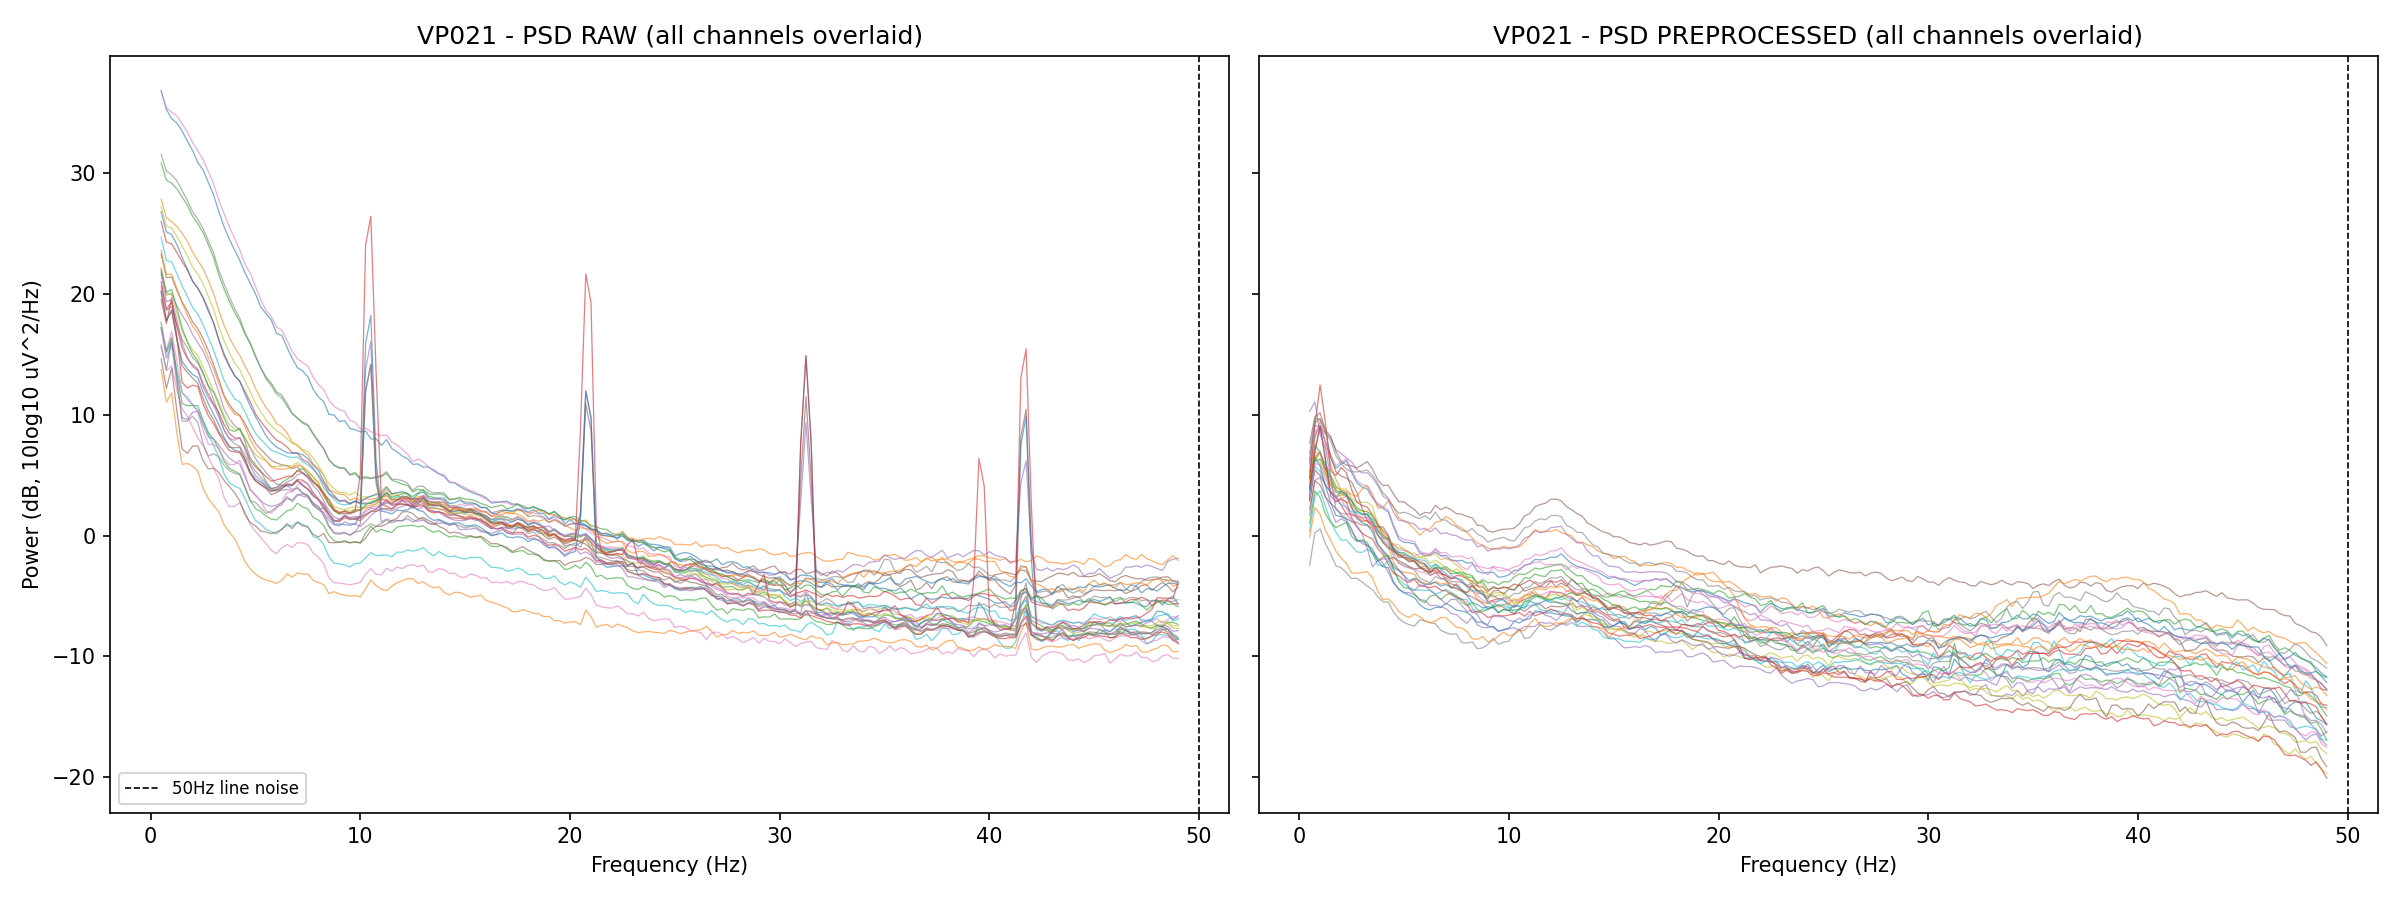 VP021 - PSD RAW (all channels overlaid)
VP021 - PSD PREPROCESSED (all channels overlaid)
Power (dB, 10log10 uV^2/Hz)
30
20
10
0
−10
−20
50Hz line noise
0 10 20 30 40 50
0 10 20 30 40 50
Frequency (Hz)
Frequency (Hz)